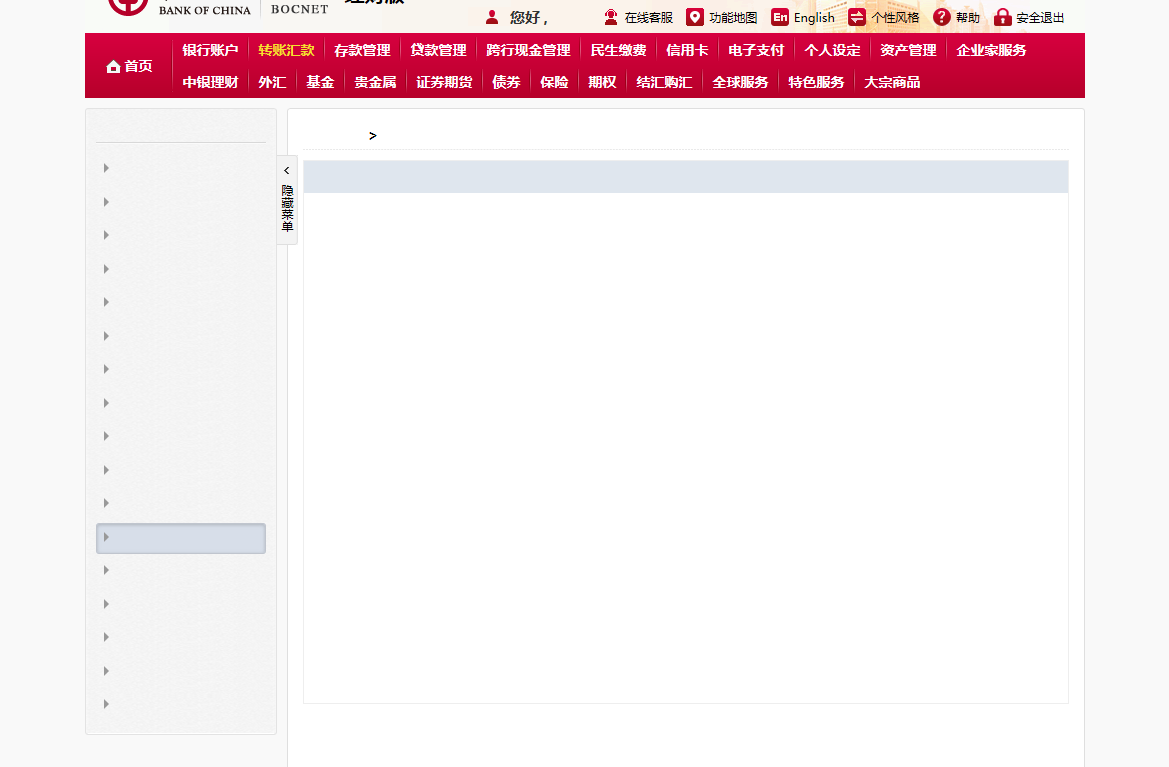 BANK OF CHINA
BOCNET
您好 ,
在线客服
功能地图
En English
个性风格
? 帮助
安全退出
首页
银行账户 转账汇款 存款管理 贷款管理 跨行现金管理 民生缴费 信用卡 电子支付 个人设定 资产管理 企业家服务
中银理财 外汇 基金 贵金属 证券期货 债券 保险 期权 结汇购汇 全球服务 特色服务 大宗商品
>
<
隐藏菜单